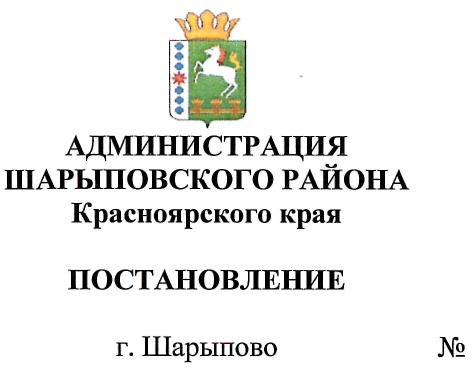 АДМИНИСТРАЦИЯ
ШАРЫПОВСКОГО РАЙОНА
Красноярского края
ПОСТАНОВЛЕНИЕ
г. Шарыпово №